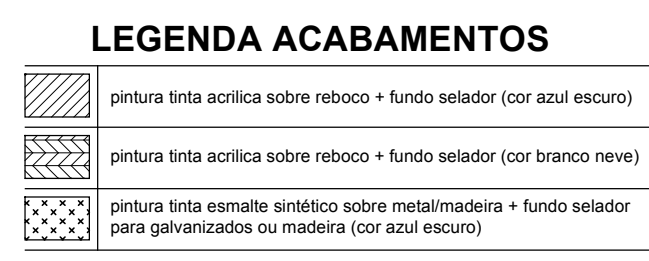 LEGENDA ACABAMENTOS
pintura tinta acrilica sobre reboco + fundo selador (cor azul escuro)
pintura tinta acrilica sobre reboco + fundo selador (cor branco neve)
pintura tinta esmalte sintético sobre metal/madeira + fundo selador
para galvanizados ou madeira (cor azul escuro)